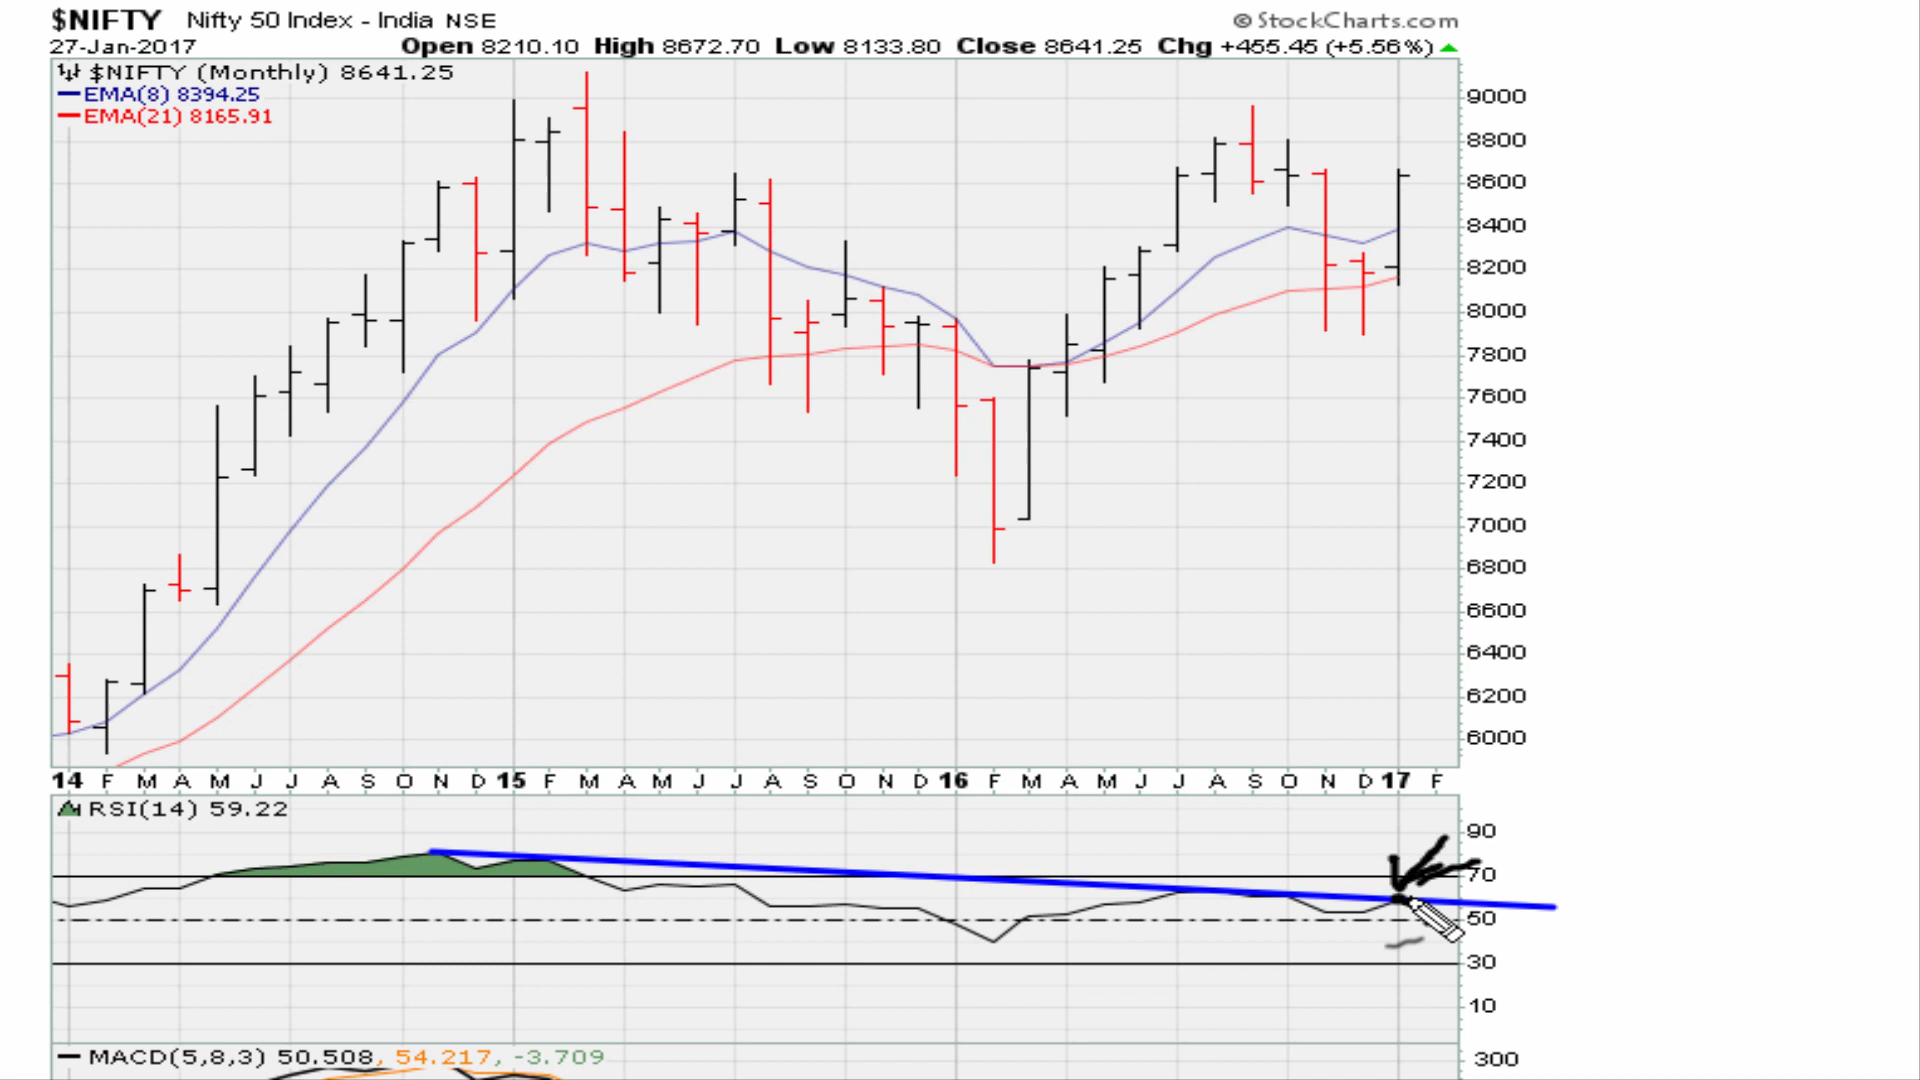 $NIFTY Nifty 50 Index - India NSE © StockCharts.com
27-Jan-2017 Open 8210.10 High 8672.70 Low 8133.80 Close 8641.25 Chg +455.45 (+5.56%)
$NIFTY (Monthly) 8641.25
EMA(8) 8394.25
EMA(21) 8165.91
9000
8800
8600
8400
8200
8000
7800
7600
7400
7200
7000
6800
6600
6400
6200
6000
14 F M A M J J A S O N D 15 F M A M J J A S O N D 16 F M A M J J A S O N D 17 F
RSI(14) 59.22
90
70
50
30
10
MACD(5,8,3) 50.508, 54.217, -3.709
300